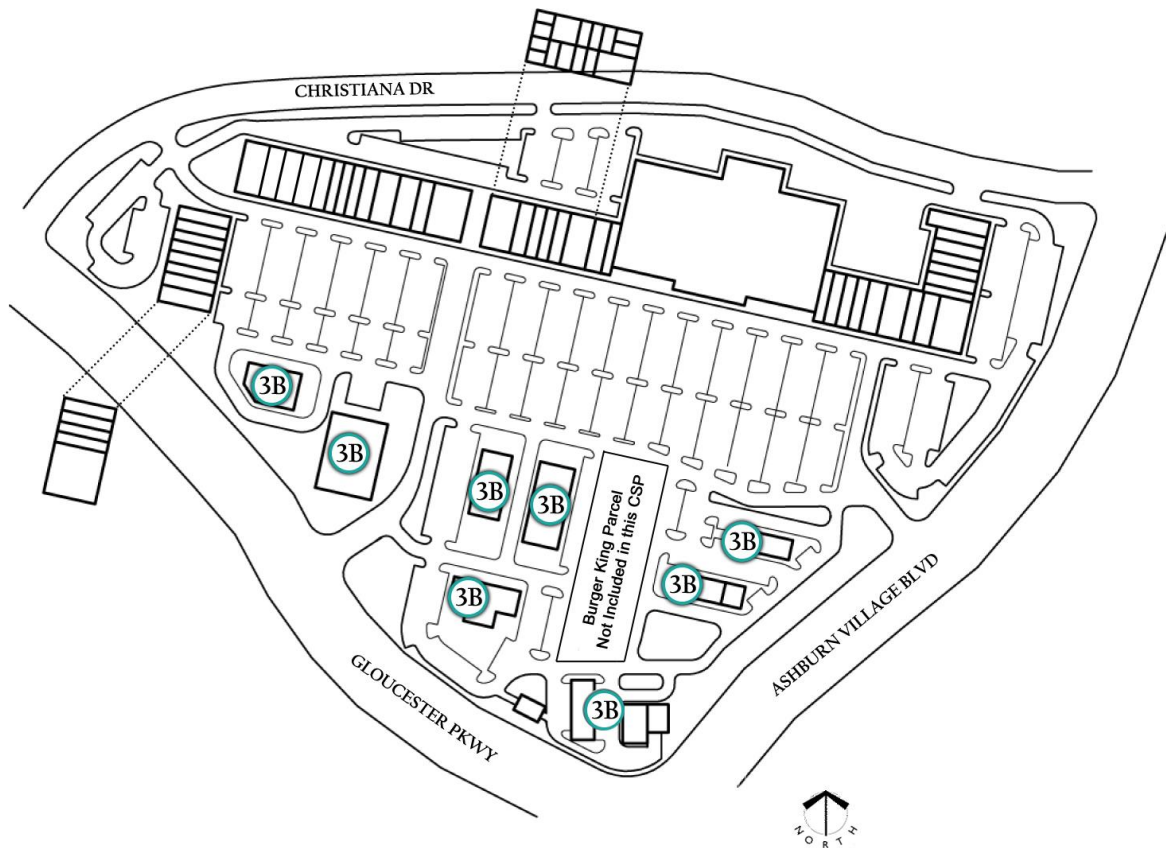 CHRISTIANA DR
3B
3B
3B
3B
3B
3B
3B
Burger King Parcel
Not Included in this CSP
3B
GLOUCESTER PKWY
ASHBURN VILLAGE BLVD
NORTH